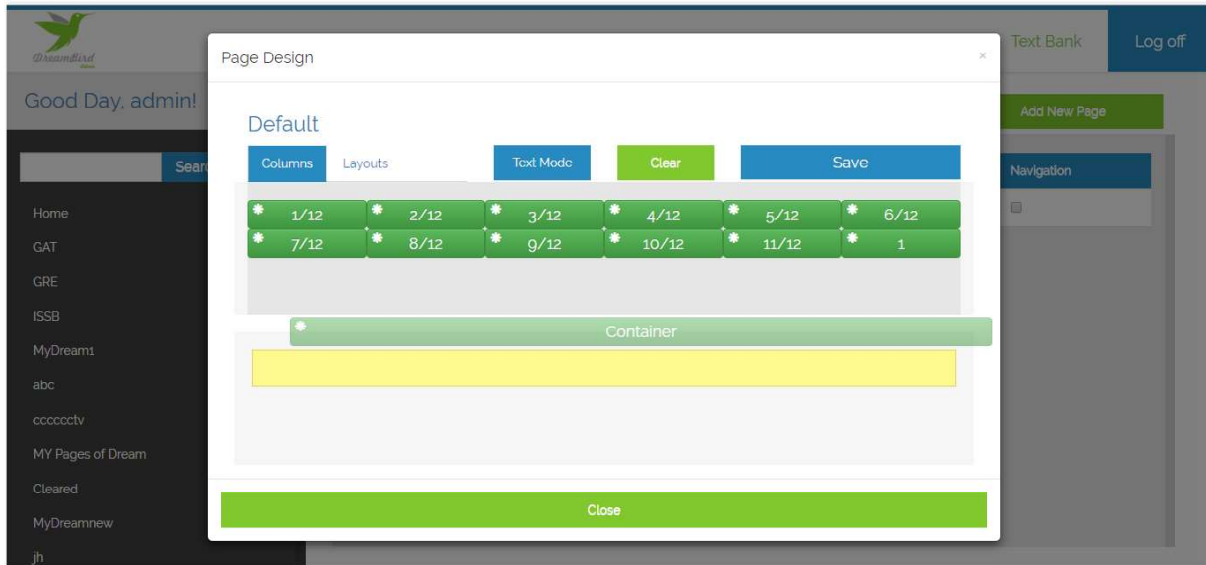 DreamBird
Text Bank
Log off
Page Design
×
Good Day, admin!
Add New Page
Default
Columns
Layouts
Text Mode
Clear
Save
Navigation
1/12
2/12
3/12
4/12
5/12
6/12
7/12
8/12
9/12
10/12
11/12
1
Container
Home
GAT
GRE
ISSB
MyDream1
abc
cccccctv
MY Pages of Dream
Cleared
MyDreamnew
jh
Close